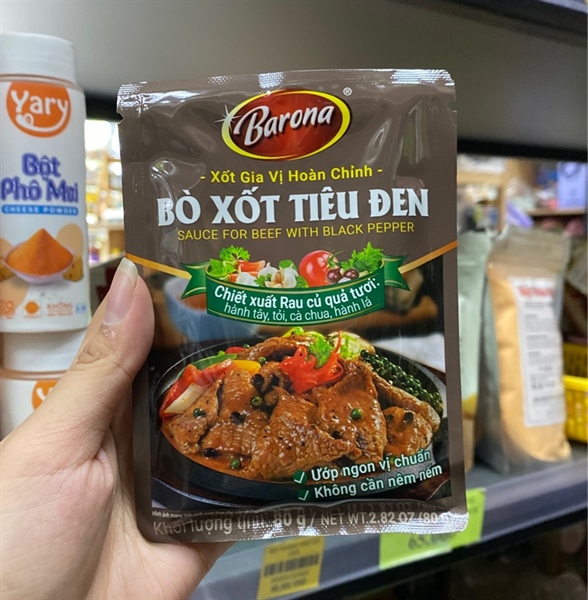 Yary
Bột
Phô Mai
CHEESE POWDER
Barona®
- Xốt Gia Vị Hoàn Chỉnh -
BÒ XỐT TIÊU ĐEN
SAUCE FOR BEEF WITH BLACK PEPPER
Chiết xuất Rau củ quả tươi:
hành tây, tỏi, cà chua, hành lá
✓ Ướp ngon vị chuẩn
✓ Không cần nêm nếm
Khối lượng tịnh: 80 g / NET WT.2.82 OZ (80 g)